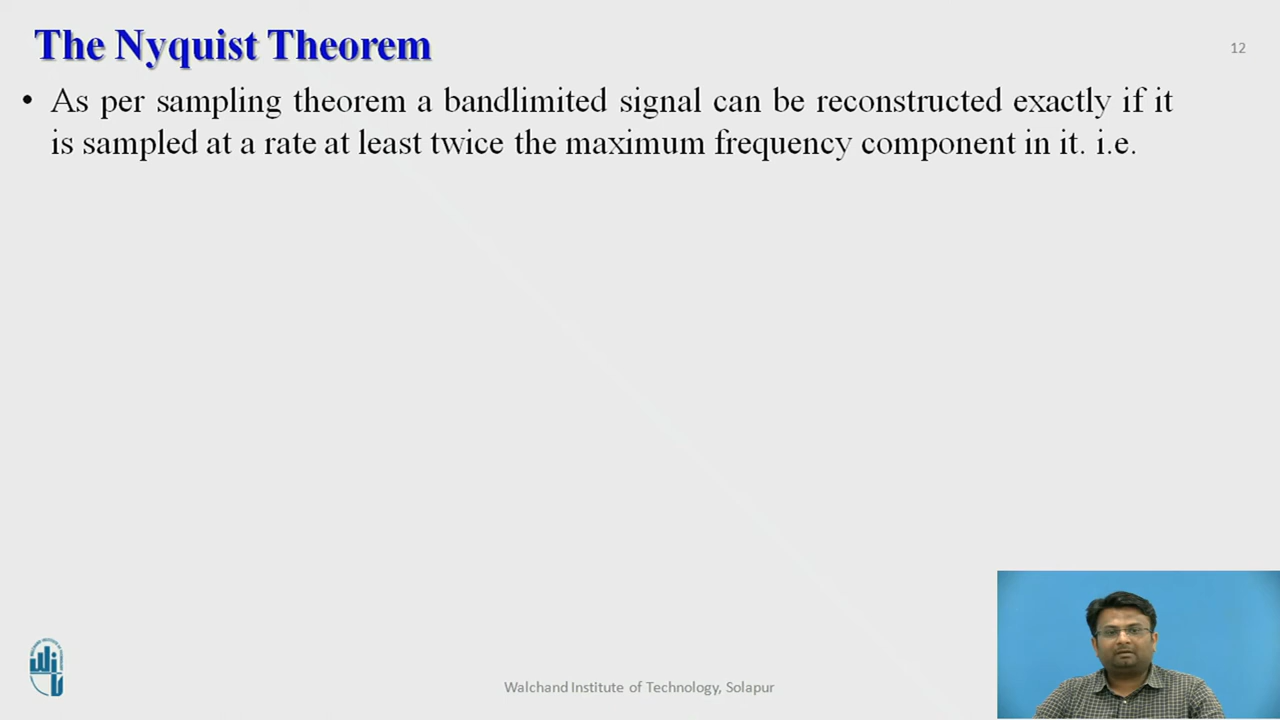 The Nyquist Theorem
12
• As per sampling theorem a bandlimited signal can be reconstructed exactly if it
is sampled at a rate at least twice the maximum frequency component in it. i.e.
Walchand Institute of Technology, Solapur